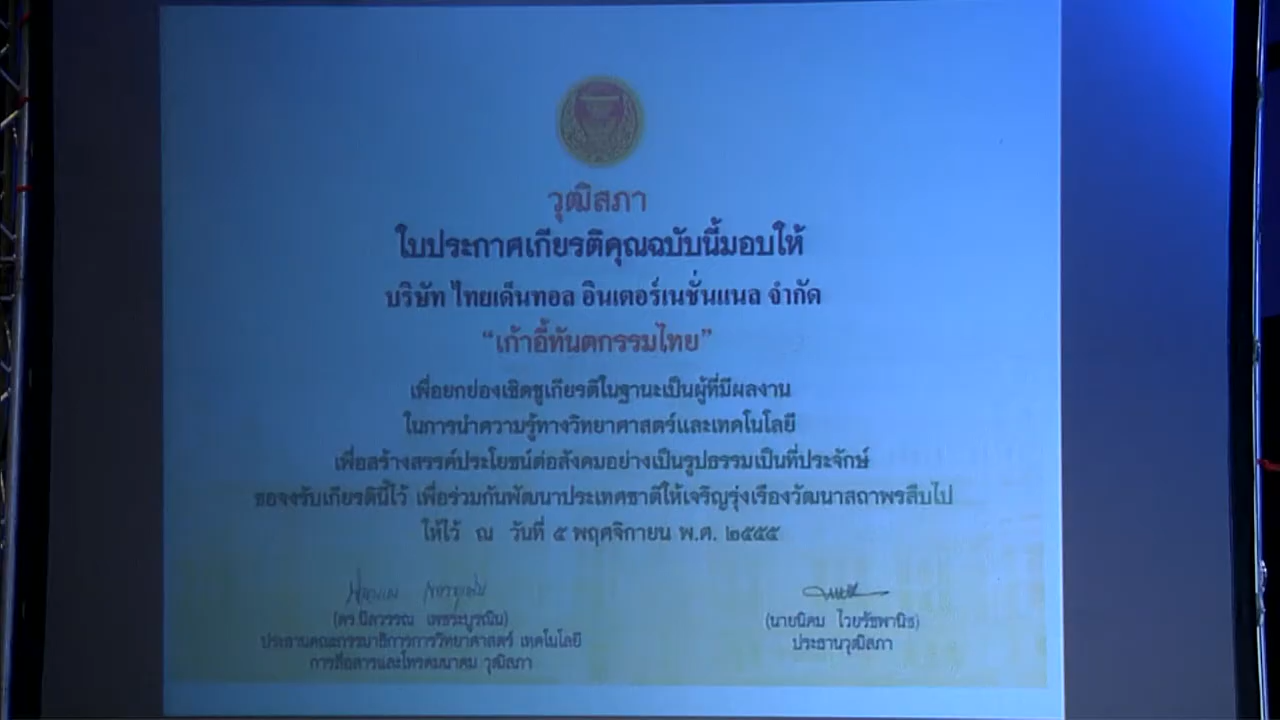 วุฒิสภา
ใบประกาศเกียรติคุณฉบับนี้มอบให้
บริษัท ไทยเด็นทอล อินเตอร์เนชั่นแนล จำกัด
“เก้าอี้ทันตกรรมไทย”
เพื่อยกย่องเชิดชูเกียรติในฐานะเป็นผู้ที่มีผลงาน
ในการนำความรู้ทางวิทยาศาสตร์และเทคโนโลยี
เพื่อสร้างสรรค์ประโยชน์ต่อสังคมอย่างเป็นรูปธรรมเป็นที่ประจักษ์
ขอจงรับเกียรตินี้ไว้ เพื่อร่วมกันพัฒนาประเทศชาติให้เจริญรุ่งเรืองวัฒนาสถาพรสืบไป
ให้ไว้ ณ วันที่ ๕ พฤศจิกายน พ.ศ. ๒๕๕๕
(ดร.นิลวรรณ เพชระบูรณิน)
ประธานคณะกรรมาธิการการวิทยาศาสตร์ เทคโนโลยี
การสื่อสารและโทรคมนาคม วุฒิสภา
(นายนิคม ไวยรัชพานิช)
ประธานวุฒิสภา